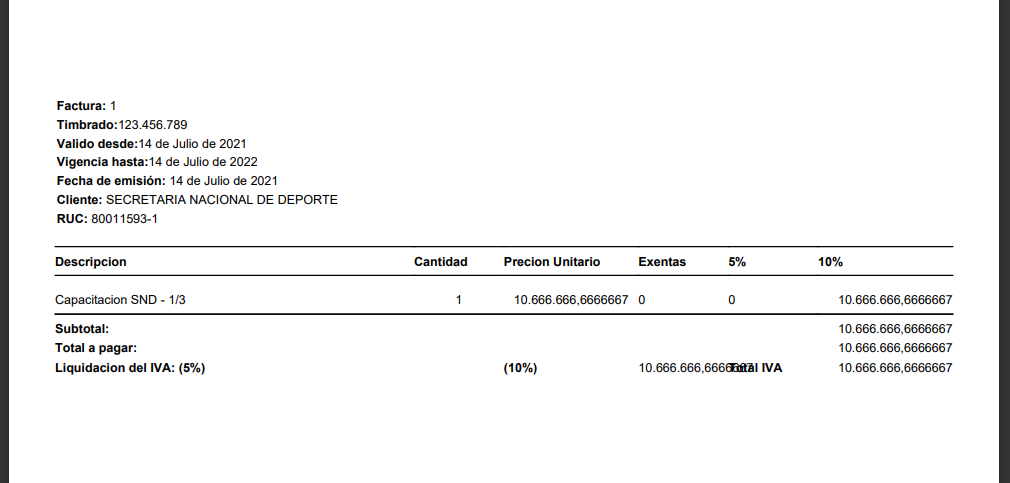 Factura: 1
Timbrado:123.456.789
Valido desde:14 de Julio de 2021
Vigencia hasta:14 de Julio de 2022
Fecha de emisión: 14 de Julio de 2021
Cliente: SECRETARIA NACIONAL DE DEPORTE
RUC: 80011593-1
Descripcion Cantidad Precion Unitario Exentas 5% 10%
Capacitacion SND - 1/3 1 10.666.666,6666667 0 0 10.666.666,6666667
Subtotal: 10.666.666,6666667
Total a pagar: 10.666.666,6666667
Liquidacion del IVA: (5%) (10%) 10.666.666,6666667 Total IVA 10.666.666,6666667